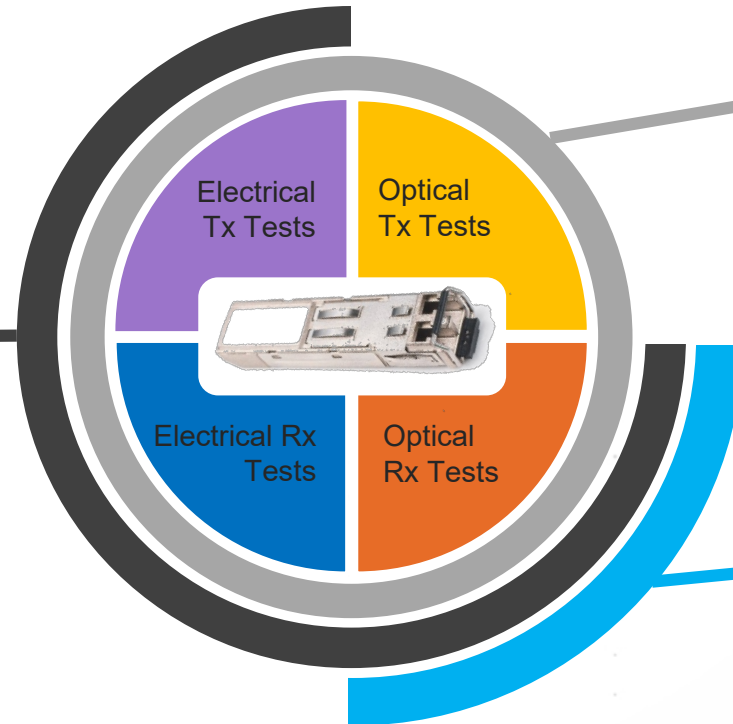 Electrical
Tx Tests
Optical
Tx Tests
Electrical Rx
Tests
Optical
Rx Tests